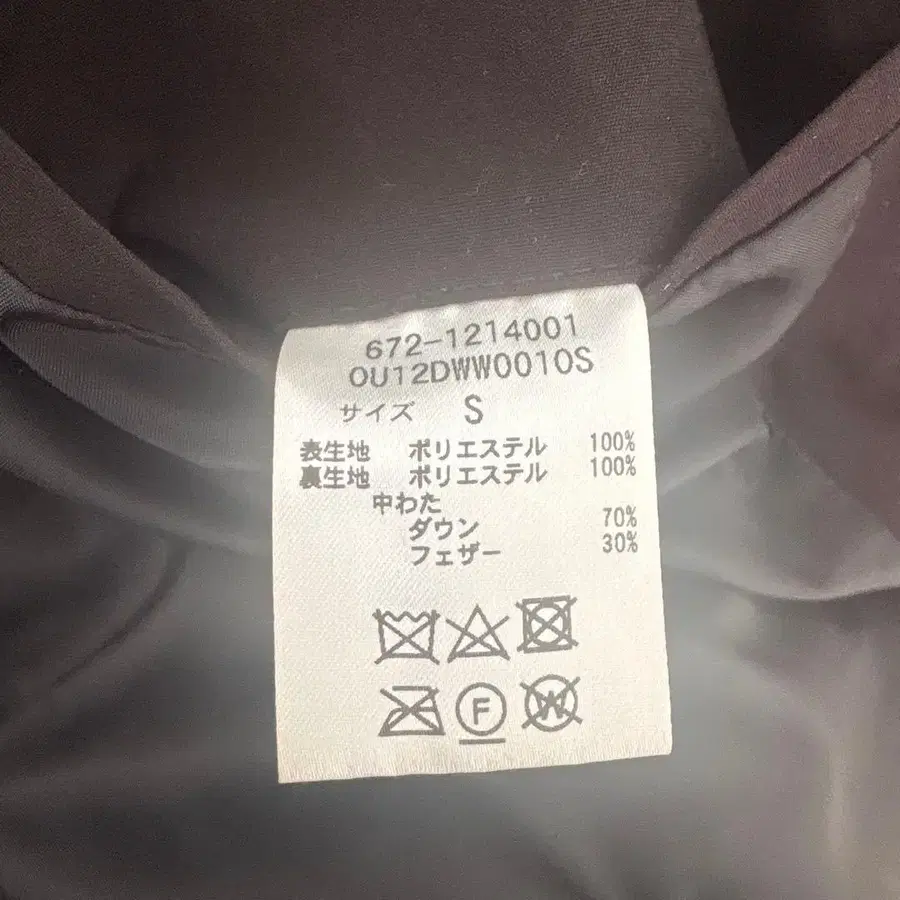 672-1214001
OU12DWW0010S
サイズ S
表生地 ポリエステル 100%
裏生地 ポリエステル 100%
中わた
ダウン 70%
フェザー 30%
F W